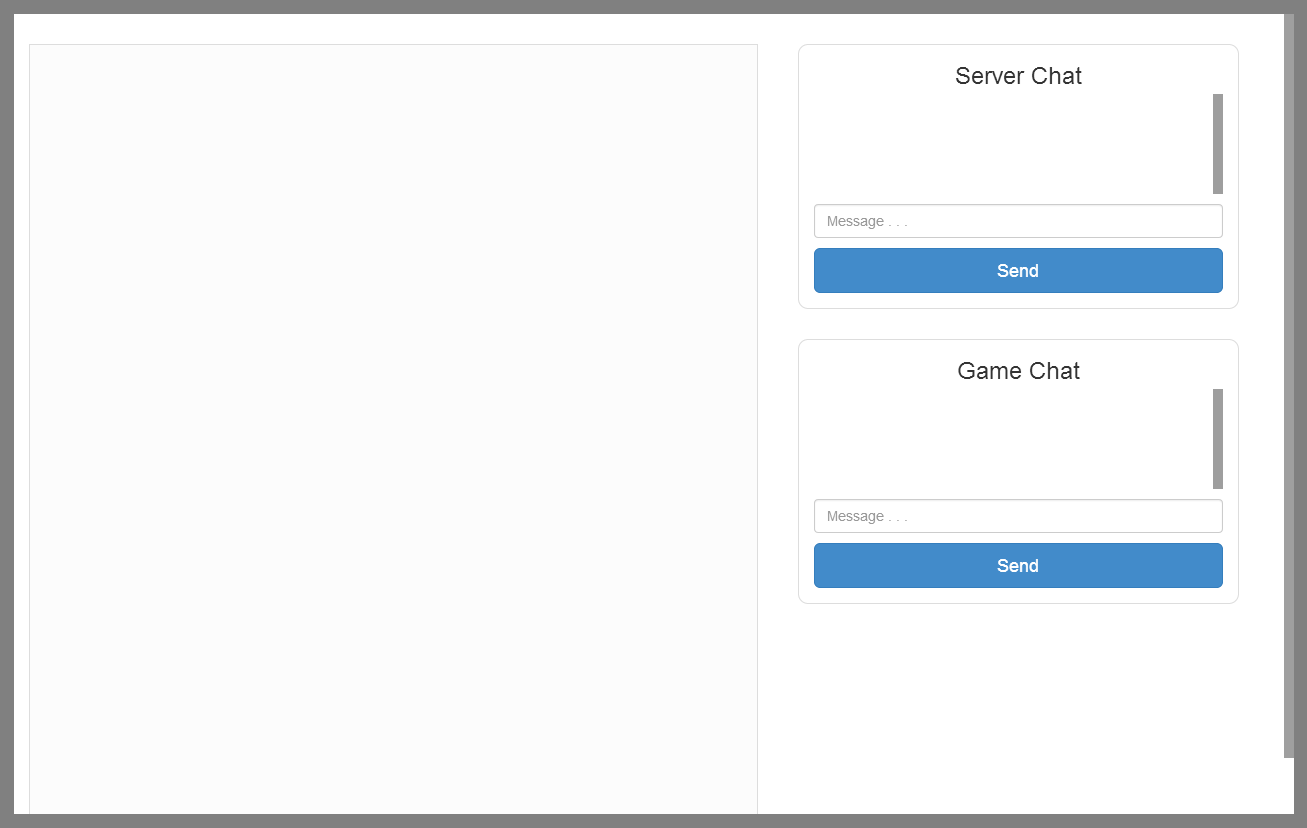 Server Chat
Message . . .
Send
Game Chat
Message . . .
Send